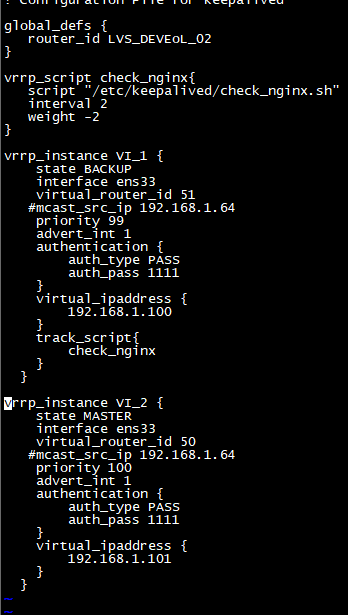 ! Configuration File for keepalived
global_defs {
router_id LVS_DEVEoL_02
}
vrrp_script check_nginx{
script "/etc/keepalived/check_nginx.sh"
interval 2
weight -2
}
vrrp_instance VI_1 {
state BACKUP
interface ens33
virtual_router_id 51
#mcast_src_ip 192.168.1.64
priority 99
advert_int 1
authentication {
auth_type PASS
auth_pass 1111
}
virtual_ipaddress {
192.168.1.100
}
track_script{
check_nginx
}
}
vrrp_instance VI_2 {
state MASTER
interface ens33
virtual_router_id 50
#mcast_src_ip 192.168.1.64
priority 100
advert_int 1
authentication {
auth_type PASS
auth_pass 1111
}
virtual_ipaddress {
192.168.1.101
}
}
~
~